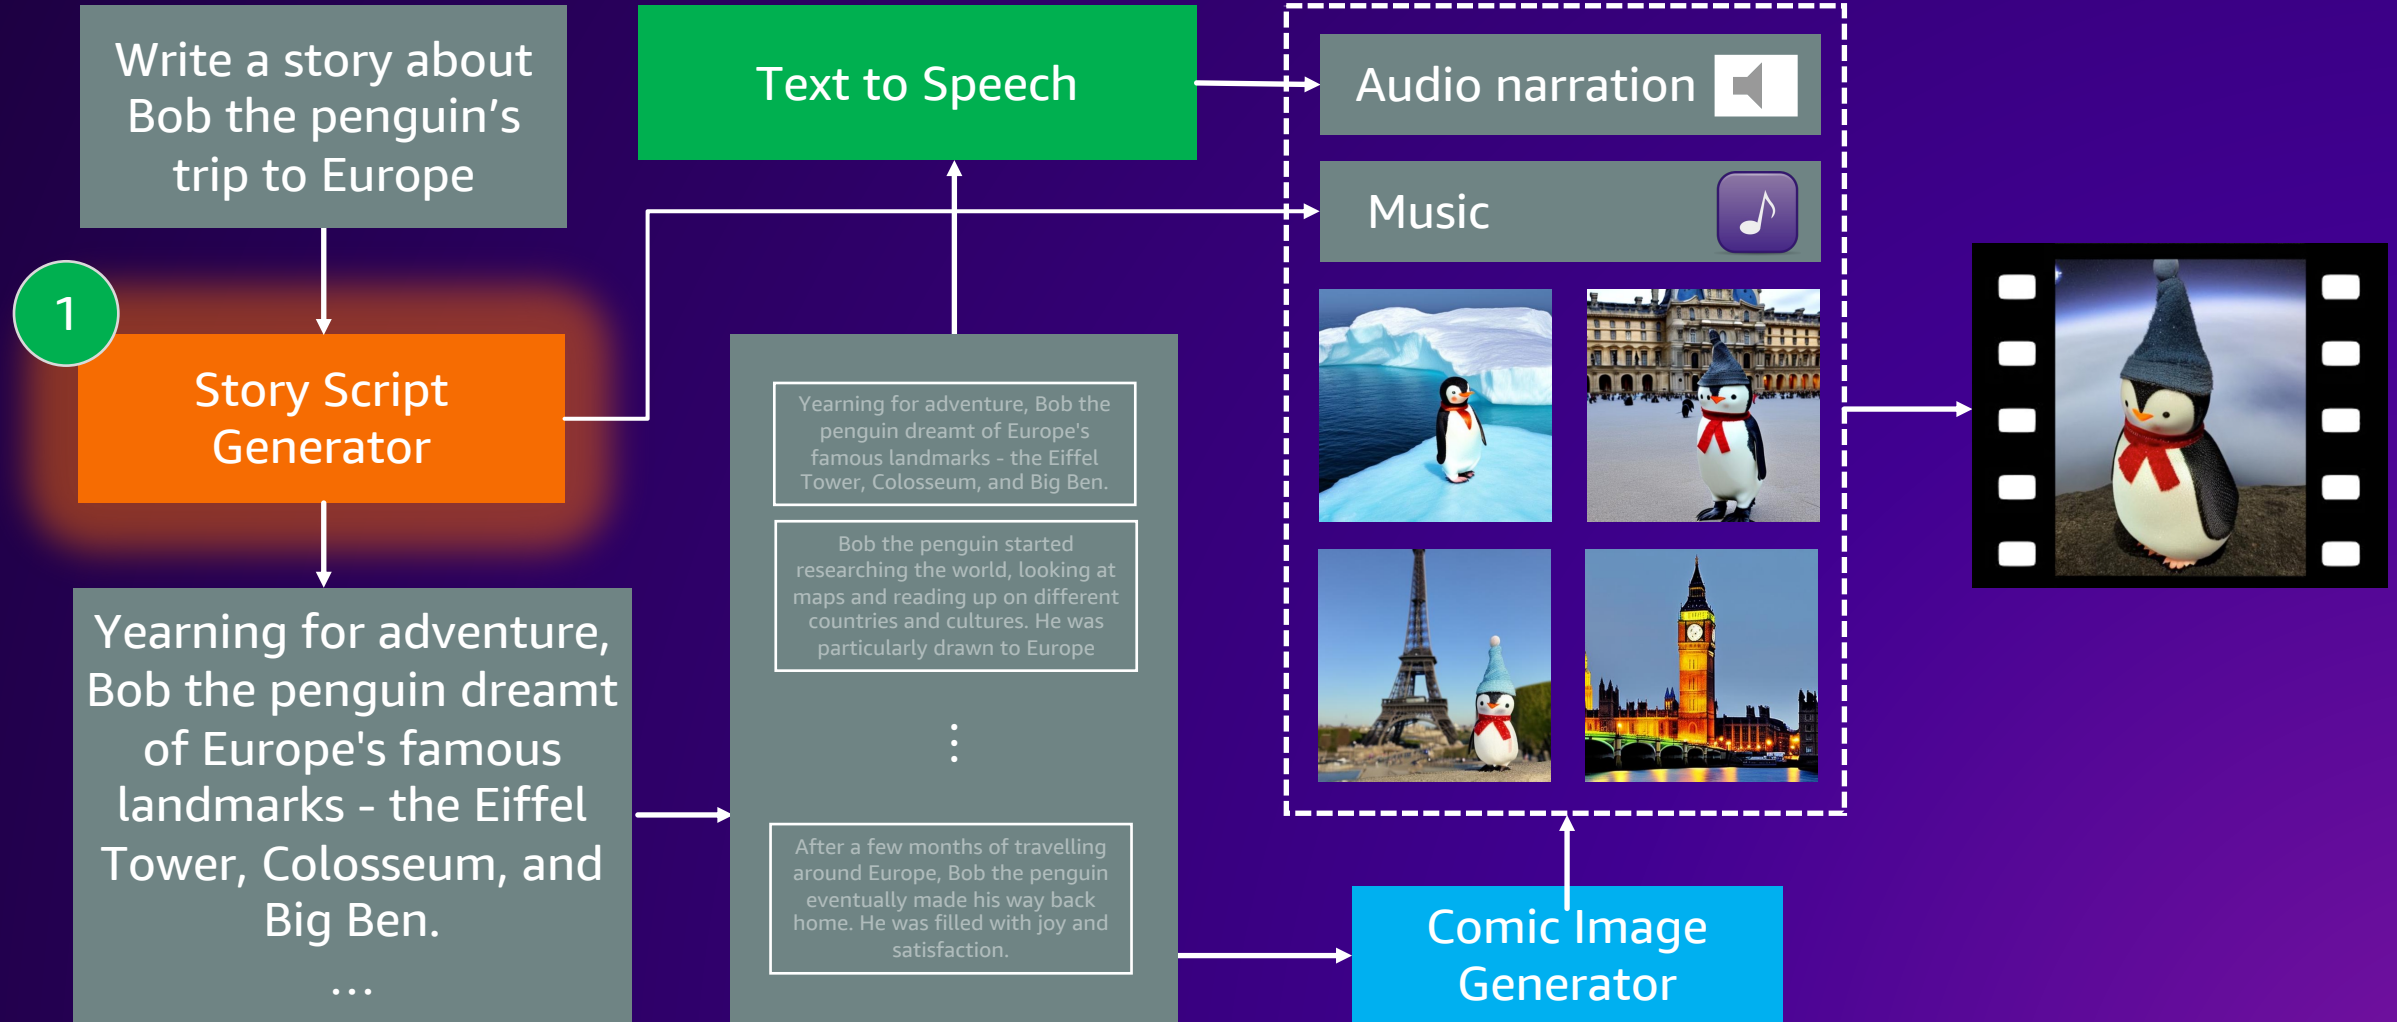 Write a story about
Bob the penguin’s
trip to Europe
1
Story Script
Generator
Yearning for adventure,
Bob the penguin dreamt
of Europe's famous
landmarks - the Eiffel
Tower, Colosseum, and
Big Ben.
...
Text to Speech
Yearning for adventure, Bob the
penguin dreamt of Europe's
famous landmarks - the Eiffel
Tower, Colosseum, and Big Ben.
Bob the penguin started
researching the world, looking at
maps and reading up on different
countries and cultures. He was
particularly drawn to Europe
⋮
After a few months of travelling
around Europe, Bob the penguin
eventually made his way back
home. He was filled with joy and
satisfaction.
Audio narration
Music
Comic Image
Generator